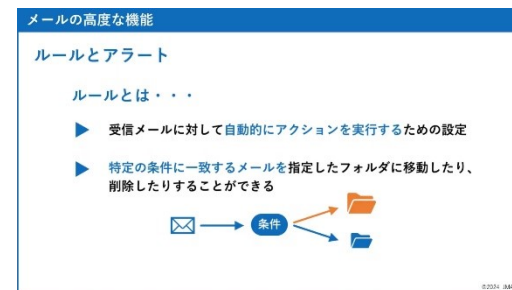 メールの高度な機能
ルールとアラート
ルールとは・・・
受信メールに対して自動的にアクションを実行するための設定
特定の条件に一致するメールを指定したフォルダに移動したり、
削除したりすることができる
条件
©2024